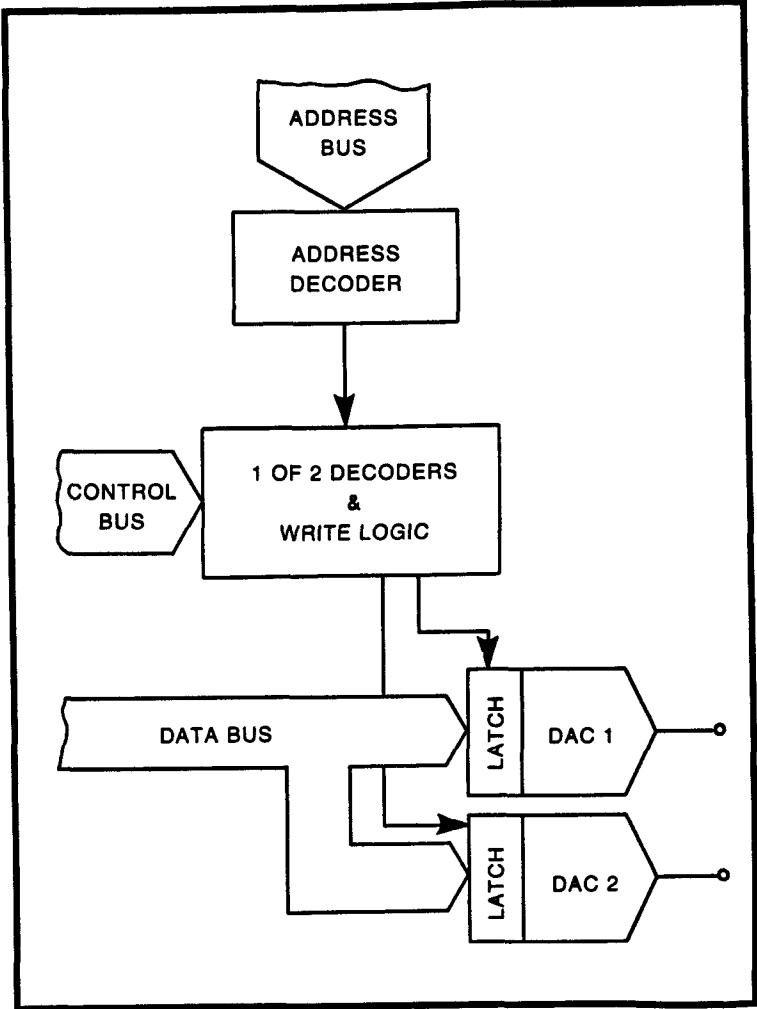 ADDRESS
BUS
ADDRESS
DECODER
1 OF 2 DECODERS
&
WRITE LOGIC
CONTROL
BUS
DATA BUS
LATCH
DAC 1
LATCH
DAC 2